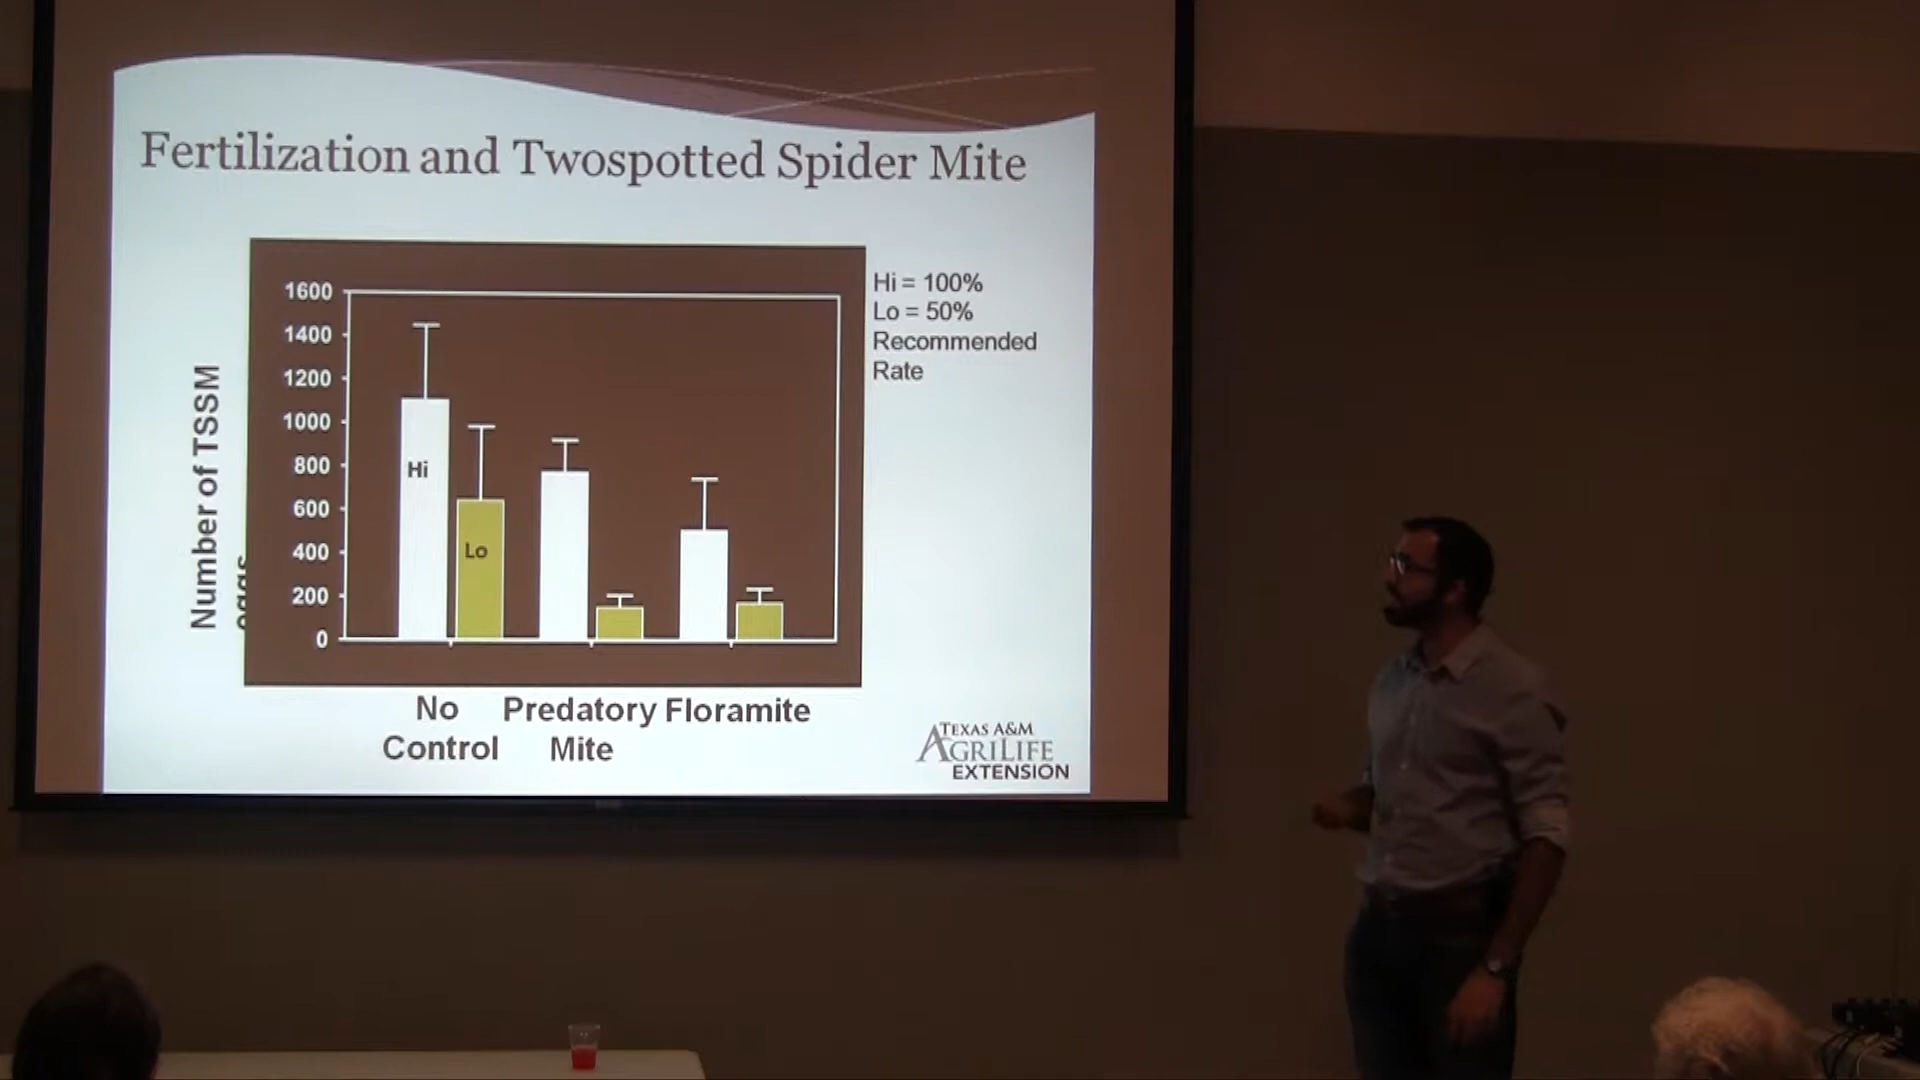 Fertilization and Twospotted Spider Mite
Hi = 100%
Lo = 50%
Recommended
Rate
Number of TSSM
eggs
1600
1400
1200
1000
800
600
400
200
0
Hi
Lo
No
Control
Predatory
Mite
Floramite
TEXAS A&M
AGRILIFE
EXTENSION